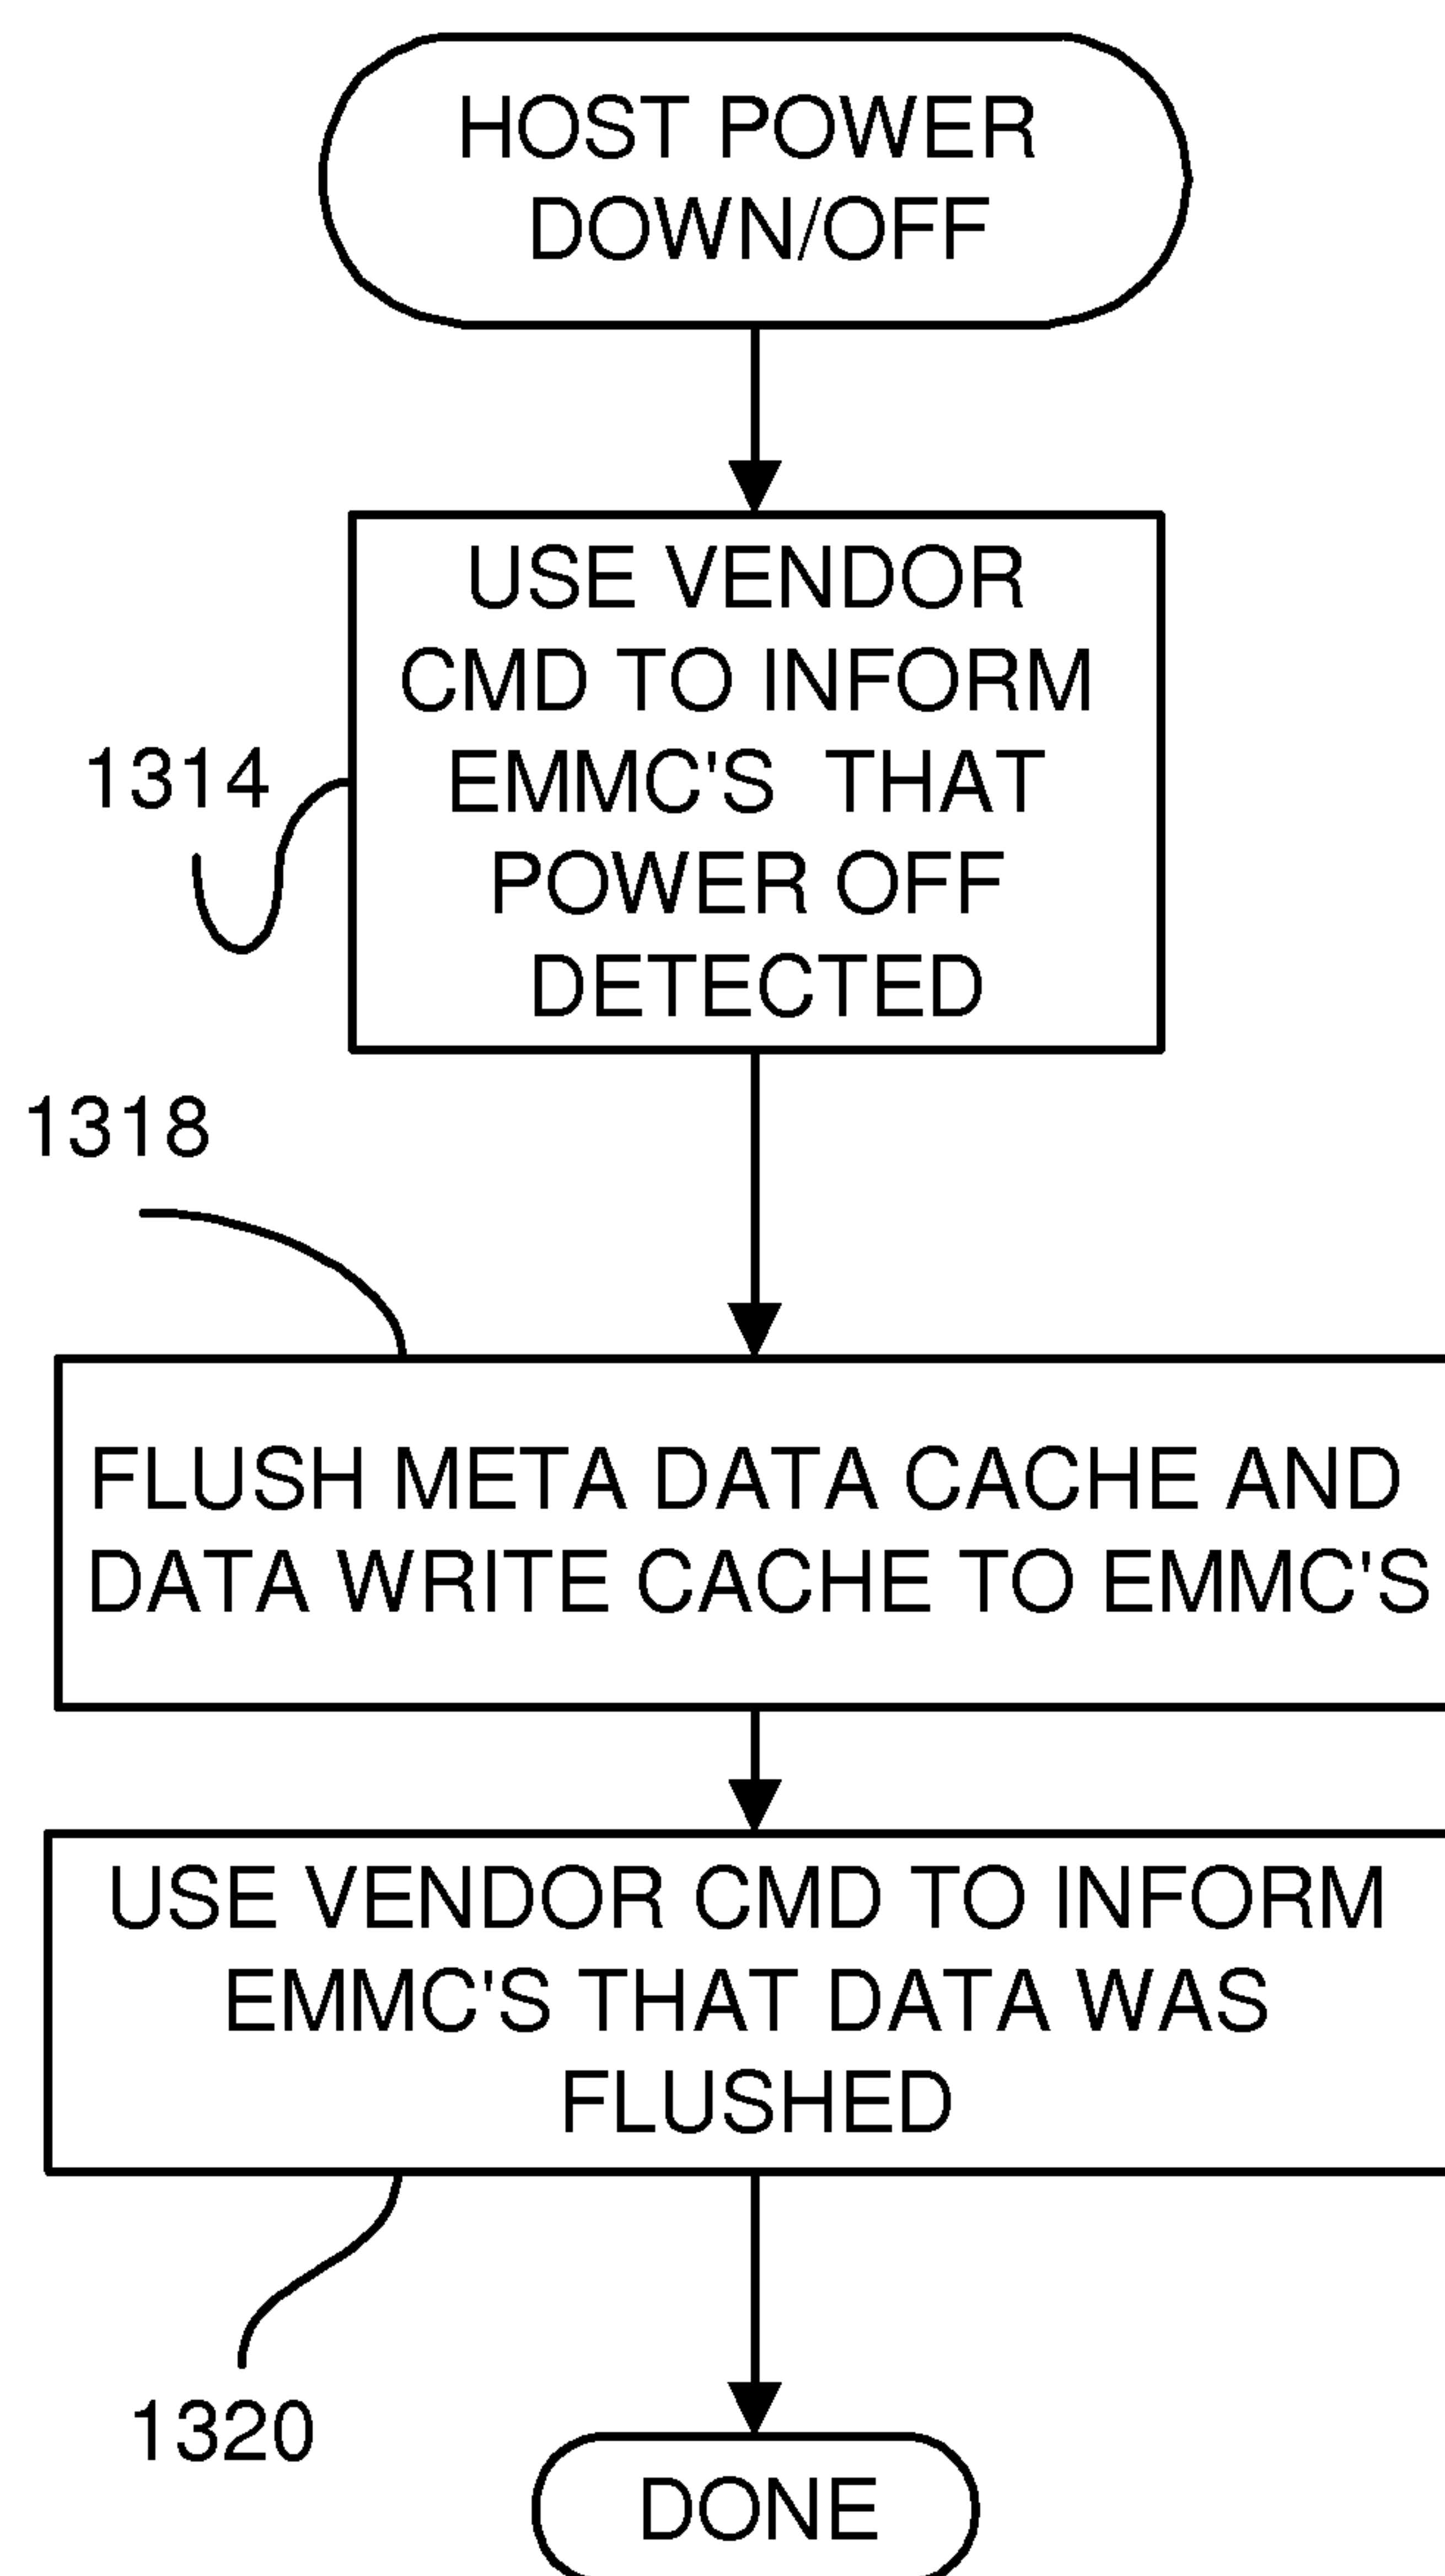 HOST POWER
DOWN/OFF
USE VENDOR
CMD TO INFORM
EMMC'S THAT
POWER OFF
DETECTED
1314
1318
FLUSH META DATA CACHE AND
DATA WRITE CACHE TO EMMC'S
USE VENDOR CMD TO INFORM
EMMC'S THAT DATA WAS
FLUSHED
1320
DONE